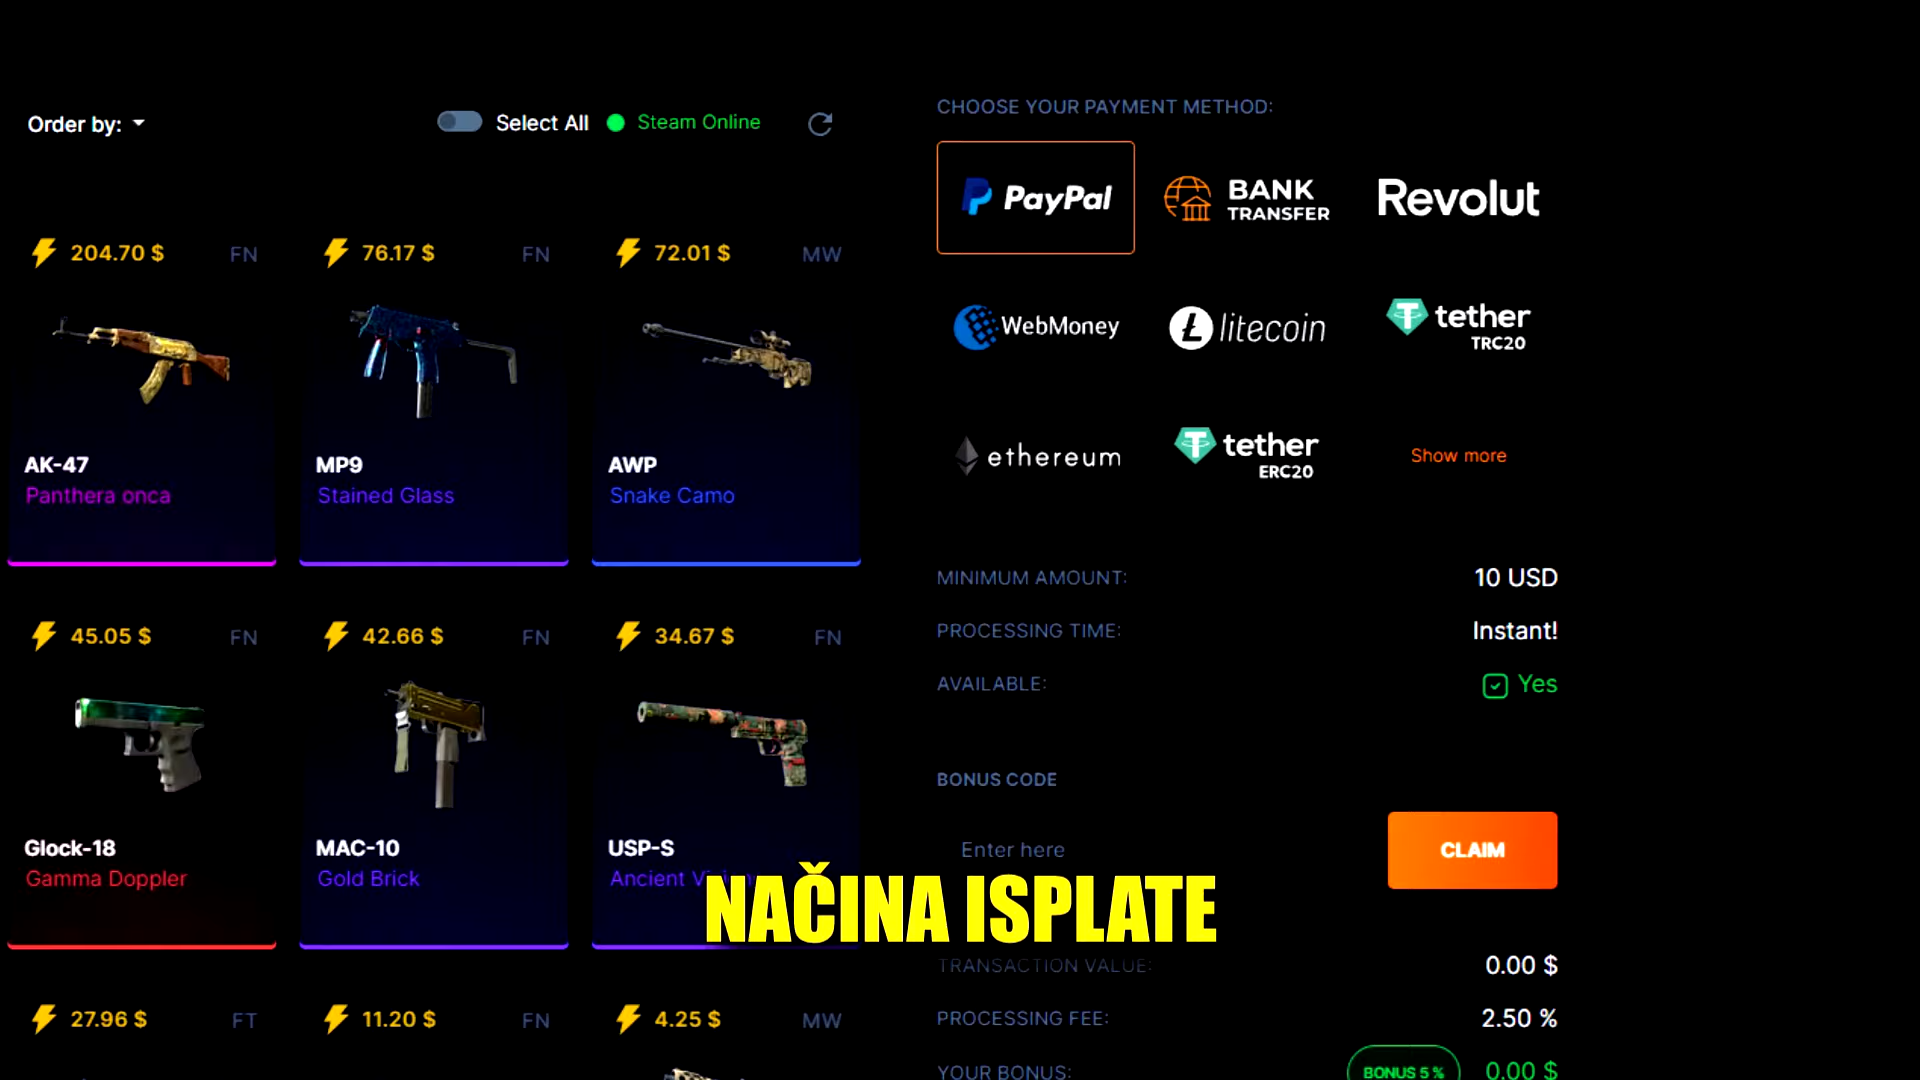 Order by:
Select All
Steam Online
204.70 $
FN
76.17 $
FN
72.01 $
MW
AK-47
Panthera onca
MP9
Stained Glass
AWP
Snake Camo
45.05 $
FN
42.66 $
FN
34.67 $
FN
Glock-18
Gamma Doppler
MAC-10
Gold Brick
USP-S
Ancient
27.96 $
FT
11.20 $
FN
4.25 $
MW
CHOOSE YOUR PAYMENT METHOD:
PayPal
BANK
TRANSFER
Revolut
WebMoney
litecoin
tether
TRC20
ethereum
tether
ERC20
Show more
MINIMUM AMOUNT:
10 USD
PROCESSING TIME:
Instant!
AVAILABLE:
Yes
BONUS CODE
Enter here
CLAIM
NAČINA ISPLATE
TRANSACTION VALUE:
0.00 $
PROCESSING FEE:
2.50 %
YOUR BONUS:
BONUS 5 %
0.00 $